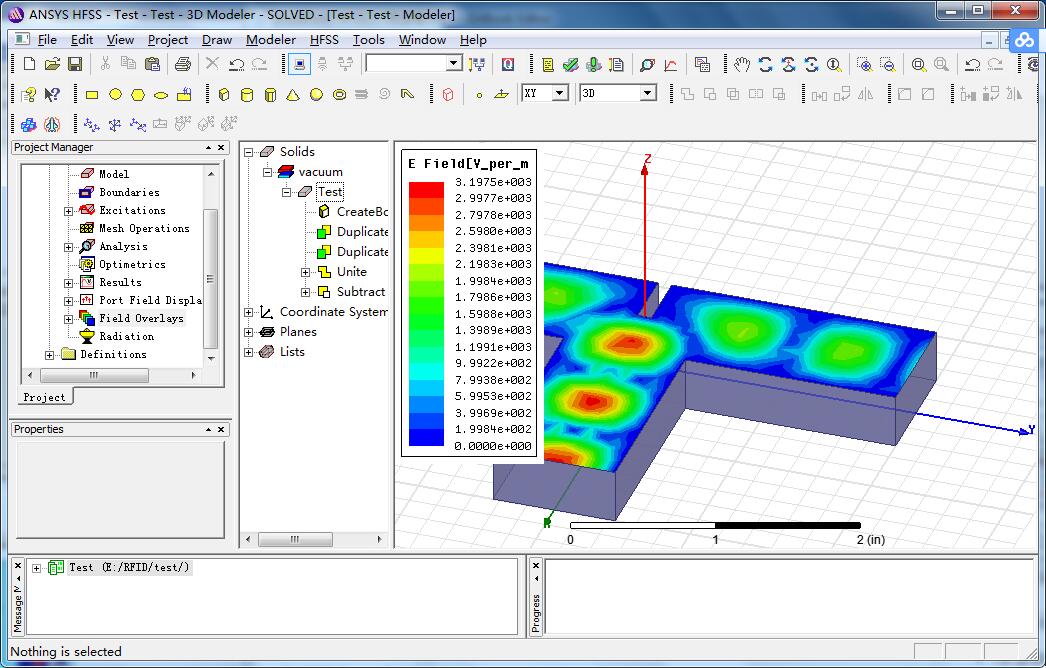 ANSYS HFSS - Test - Test - 3D Modeler - SOLVED - [Test - Test - Modeler]
File Edit View Project Draw Modeler HFSS Tools Window Help
XY 3D
Project Manager
Model
Boundaries
Excitations
Mesh Operations
Analysis
Optimetrics
Results
Port Field Displa
Field Overlays
Radiation
Definitions
Project
Properties
Solids
vacuum
Test
CreateBo
Duplicate
Duplicate
Unite
Subtract
Coordinate System
Planes
Lists
E Field[V_per_m
3.1975e+003
2.9977e+003
2.7978e+003
2.5980e+003
2.3981e+003
2.1983e+003
1.9984e+003
1.7986e+003
1.5988e+003
1.3989e+003
1.1991e+003
9.9922e+002
7.9938e+002
5.9953e+002
3.9969e+002
1.9984e+002
0.0000e+000
Z
Y
0 1 2 (in)
Message M
Test (E:/RFID/test/)
Progress
Nothing is selected